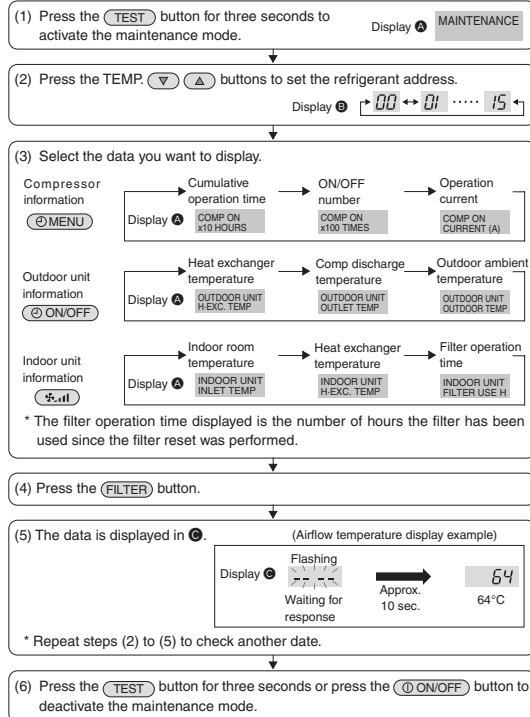 (1) Press the TEST button for three seconds to
activate the maintenance mode.
Display A MAINTENANCE
(2) Press the TEMP. buttons to set the refrigerant address.
Display B 00 ↔ 01 ····· 15
(3) Select the data you want to display.
Compressor
information
MENU
Cumulative
operation time
ON/OFF
number
Operation
current
Display A
COMP ON
x10 HOURS
COMP ON
x100 TIMES
COMP ON
CURRENT (A)
Outdoor unit
information
ON/OFF
Heat exchanger
temperature
Comp discharge
temperature
Outdoor ambient
temperature
Display A
OUTDOOR UNIT
H-EXC. TEMP
OUTDOOR UNIT
OUTLET TEMP
OUTDOOR UNIT
OUTDOOR TEMP
Indoor unit
information
Indoor room
temperature
Heat exchanger
temperature
Filter operation
time
Display A
INDOOR UNIT
INLET TEMP
INDOOR UNIT
H-EXC. TEMP
INDOOR UNIT
FILTER USE H
* The filter operation time displayed is the number of hours the filter has been
used since the filter reset was performed.
(4) Press the FILTER button.
(5) The data is displayed in C.
(Airflow temperature display example)
Display C
Flashing
-- --
Waiting for
response
Approx.
10 sec.
64
64°C
* Repeat steps (2) to (5) to check another date.
(6) Press the TEST button for three seconds or press the ON/OFF button to
deactivate the maintenance mode.